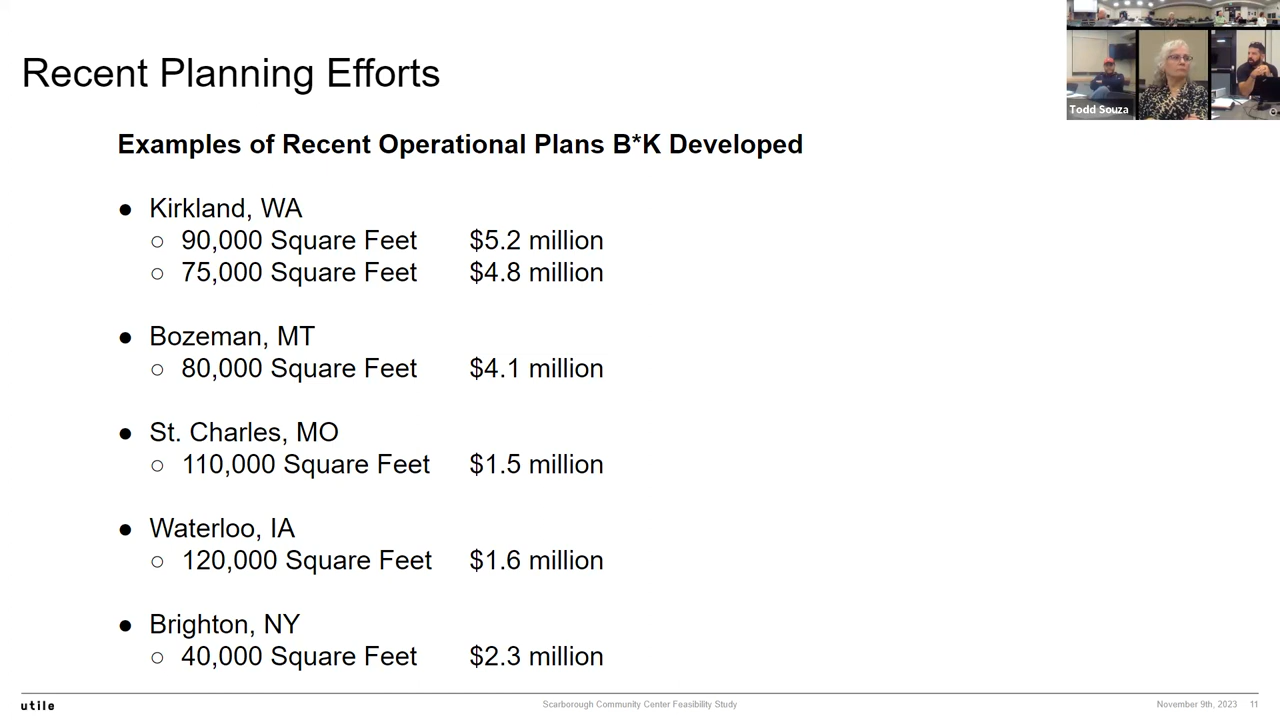 Recent Planning Efforts
Todd Souza
Examples of Recent Operational Plans B*K Developed
● Kirkland, WA
○ 90,000 Square Feet $5.2 million
○ 75,000 Square Feet $4.8 million
● Bozeman, MT
○ 80,000 Square Feet $4.1 million
● St. Charles, MO
○ 110,000 Square Feet $1.5 million
● Waterloo, IA
○ 120,000 Square Feet $1.6 million
● Brighton, NY
○ 40,000 Square Feet $2.3 million
utile
Scarborough Community Center Feasibility Study
November 9th, 2023 11